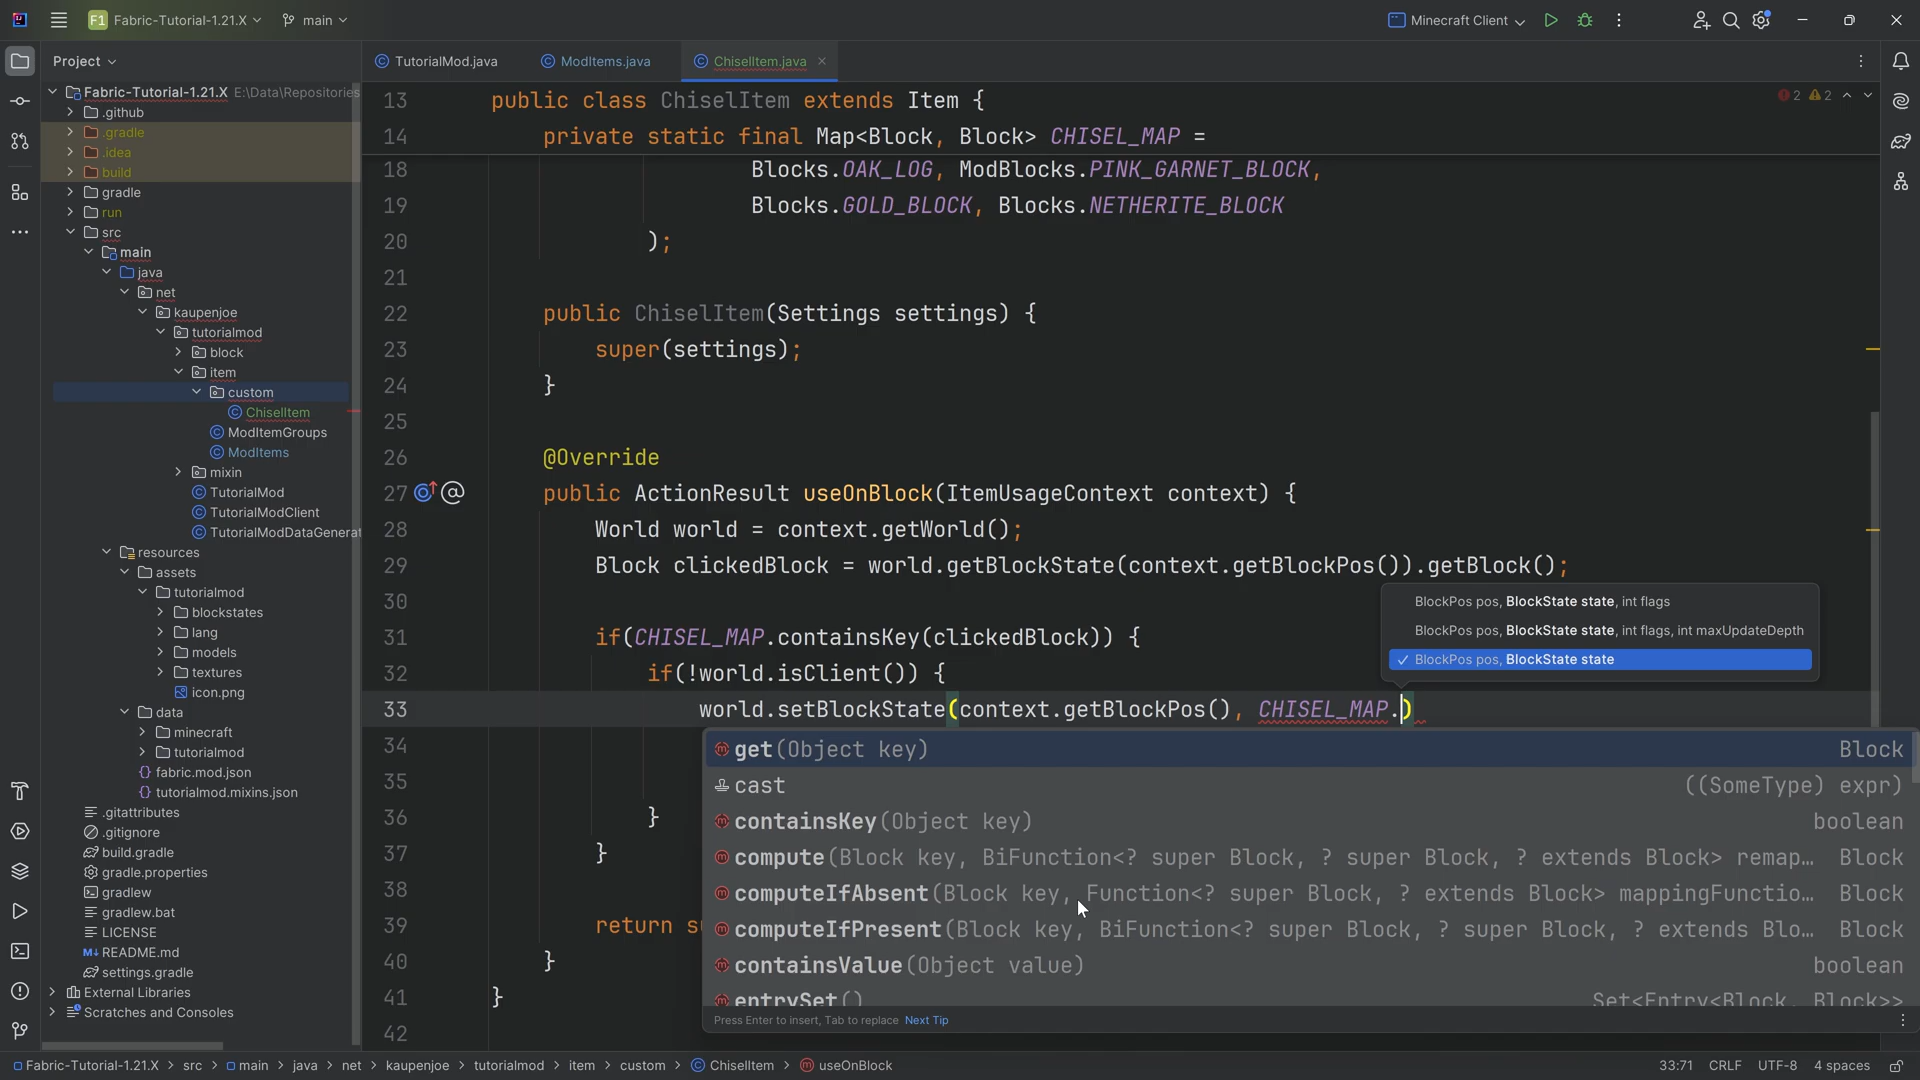 F1 Fabric-Tutorial-1.21.X main Minecraft Client
Project
TutorialMod.java ModItems.java ChiselItem.java
Fabric-Tutorial-1.21.X E:\Data\Repositories
.github
.gradle
.idea
build
gradle
run
src
main
java
net
kaupenjoe
tutorialmod
block
item
custom
ChiselItem
ModItemGroups
ModItems
mixin
TutorialMod
TutorialModClient
TutorialModDataGenerat
resources
assets
tutorialmod
blockstates
lang
models
textures
icon.png
data
minecraft
tutorialmod
fabric.mod.json
tutorialmod.mixins.json
.gitattributes
.gitignore
build.gradle
gradle.properties
gradlew
gradlew.bat
LICENSE
README.md
settings.gradle
External Libraries
Scratches and Consoles
2 2
13 public class ChiselItem extends Item {
14 private static final Map<Block, Block> CHISEL_MAP =
18 Blocks.OAK_LOG, ModBlocks.PINK_GARNET_BLOCK,
19 Blocks.GOLD_BLOCK, Blocks.NETHERITE_BLOCK
20 );
21
22 public ChiselItem(Settings settings) {
23 super(settings);
24 }
25
26 @Override
27 public ActionResult useOnBlock(ItemUsageContext context) {
28 World world = context.getWorld();
29 Block clickedBlock = world.getBlockState(context.getBlockPos()).getBlock();
30
31 if(CHISEL_MAP.containsKey(clickedBlock)) {
32 if(!world.isClient()) {
33 world.setBlockState(context.getBlockPos(), CHISEL_MAP.)
34
35
36 }
37 }
38
39 return su
40 }
41 }
42
BlockPos pos, BlockState state, int flags
BlockPos pos, BlockState state, int flags, int maxUpdateDepth
BlockPos pos, BlockState state
get(Object key) Block
cast ((SomeType) expr)
containsKey(Object key) boolean
compute(Block key, BiFunction<? super Block, ? super Block, ? extends Block> remap… Block
computeIfAbsent(Block key, Function<? super Block, ? extends Block> mappingFunctio… Block
computeIfPresent(Block key, BiFunction<? super Block, ? super Block, ? extends Blo… Block
containsValue(Object value) boolean
entrySet() Set<Entry<Block, Block>>
Press Enter to insert, Tab to replace Next Tip
Fabric-Tutorial-1.21.X > src > main > java > net > kaupenjoe > tutorialmod > item > custom > ChiselItem > useOnBlock 33:71 CRLF UTF-8 4 spaces